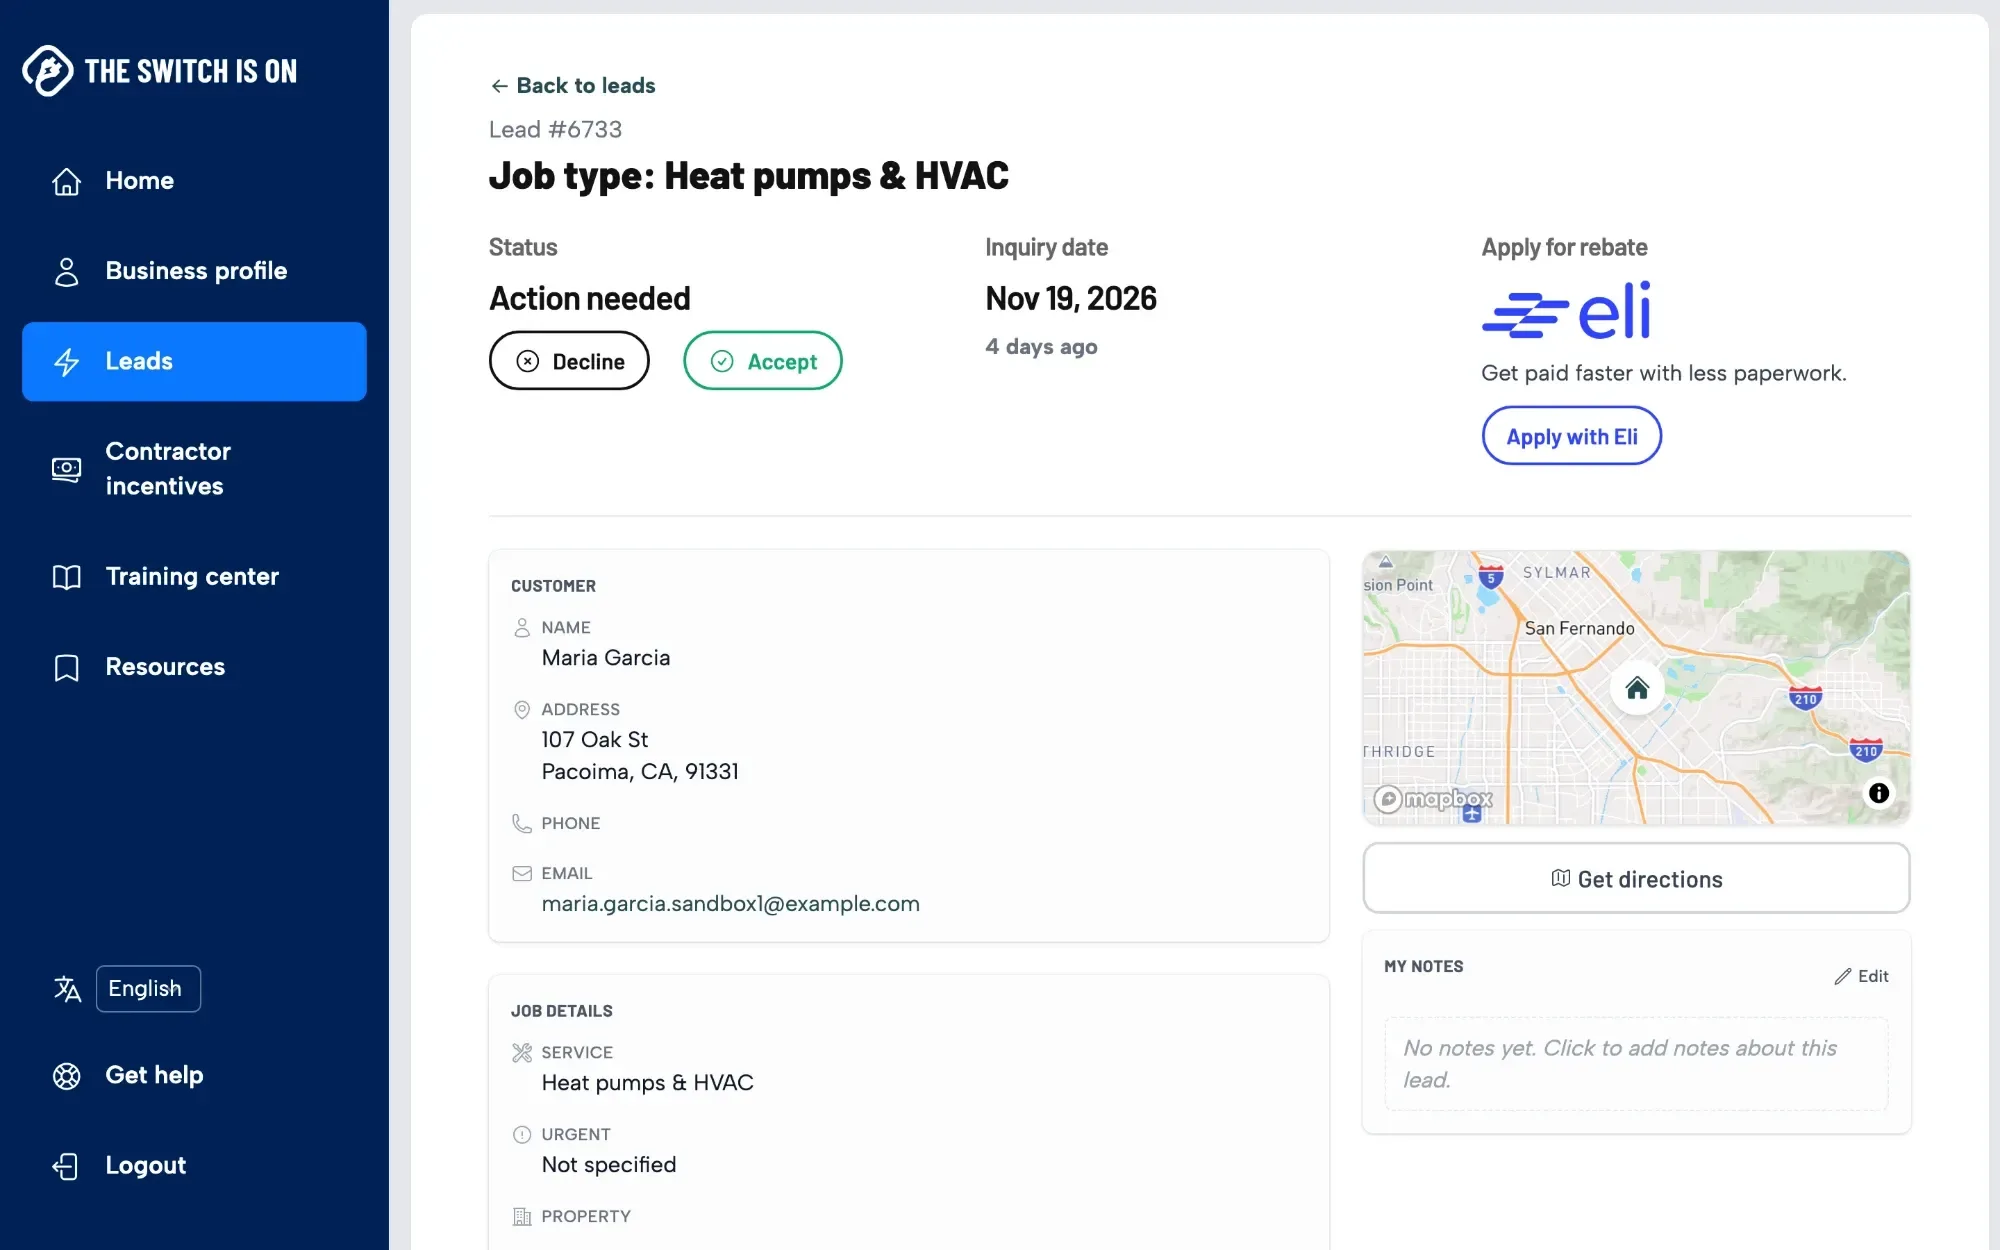 THE SWITCH IS ON
Home
Business profile
Leads
Contractor
incentives
Training center
Resources
English
Get help
Logout
← Back to leads
Lead #6733
Job type: Heat pumps & HVAC
Status
Action needed
Decline
Accept
Inquiry date
Nov 19, 2026
4 days ago
Apply for rebate
eli
Get paid faster with less paperwork.
Apply with Eli
CUSTOMER
NAME
Maria Garcia
ADDRESS
107 Oak St
Pacoima, CA, 91331
PHONE
EMAIL
maria.garcia.sandbox1@example.com
JOB DETAILS
SERVICE
Heat pumps & HVAC
URGENT
Not specified
PROPERTY
sion Point
5
SYLMAR
San Fernando
210
210
THRIDGE
mapbox
Get directions
MY NOTES
Edit
No notes yet. Click to add notes about this
lead.